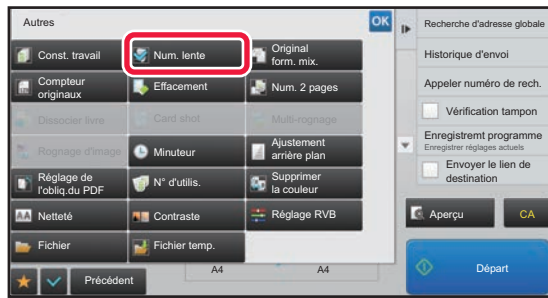 Autres
OK
Const. travail
Num. lente
Original
form. mix.
Compteur
originaux
Effacement
Num. 2 pages
Dissocier livre
Card shot
Multi-rognage
Rognage d'image
Minuteur
Ajustement
arrière plan
Réglage de
l'obliq.du PDF
N° d'utilis.
Supprimer
la couleur
Netteté
Contraste
Réglage RVB
Fichier
Fichier temp.
Précédent
A4
A4
Recherche d'adresse globale
Historique d'envoi
Appeler numéro de rech.
Vérification tampon
Enregistremt programme
Enregistrer réglages actuels
Envoyer le lien de
destination
Aperçu
CA
Départ